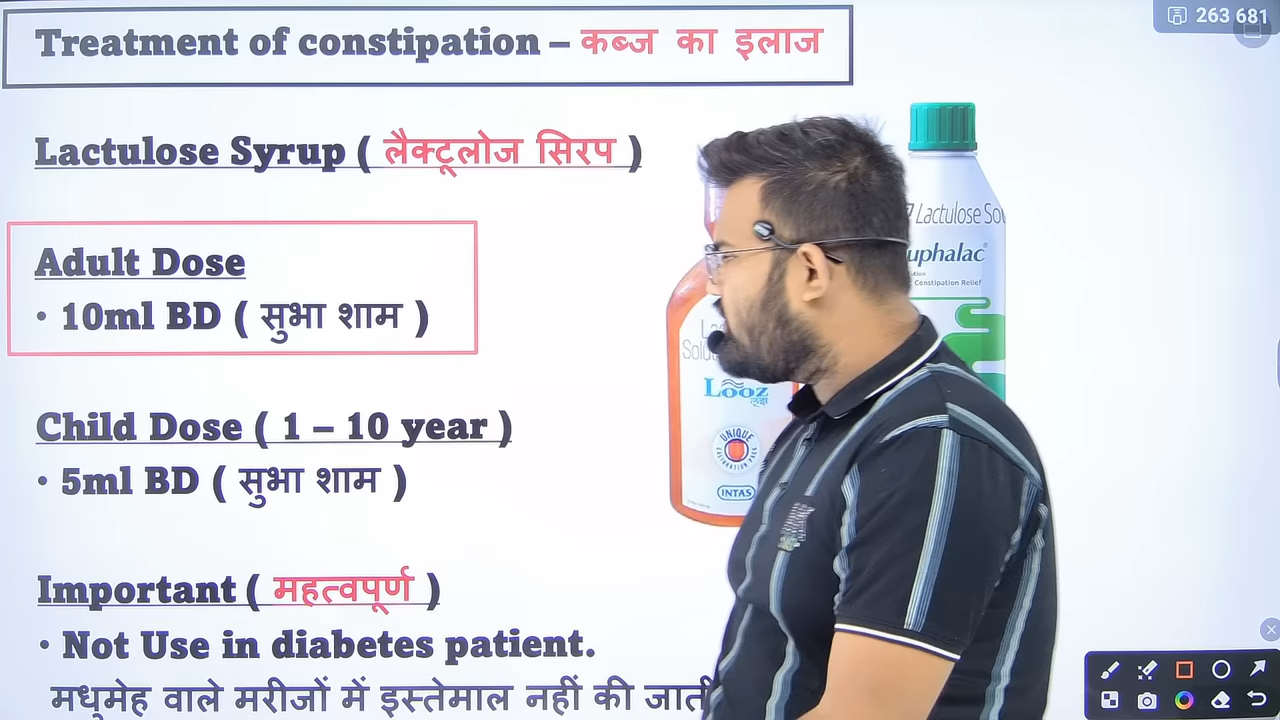 263 681
Treatment of constipation – कब्ज का इलाज
Lactulose Syrup ( लैक्टूलोज सिरप )
Adult Dose
• 10ml BD ( सुभा शाम )
Child Dose ( 1 – 10 year )
• 5ml BD ( सुभा शाम )
Important ( महत्वपूर्ण )
• Not Use in diabetes patient.
मधुमेह वाले मरीजों में इस्तेमाल नहीं की जाती
Lactulose
Constipation Relief
Looz
लूझ
UNIQUE
INTAS